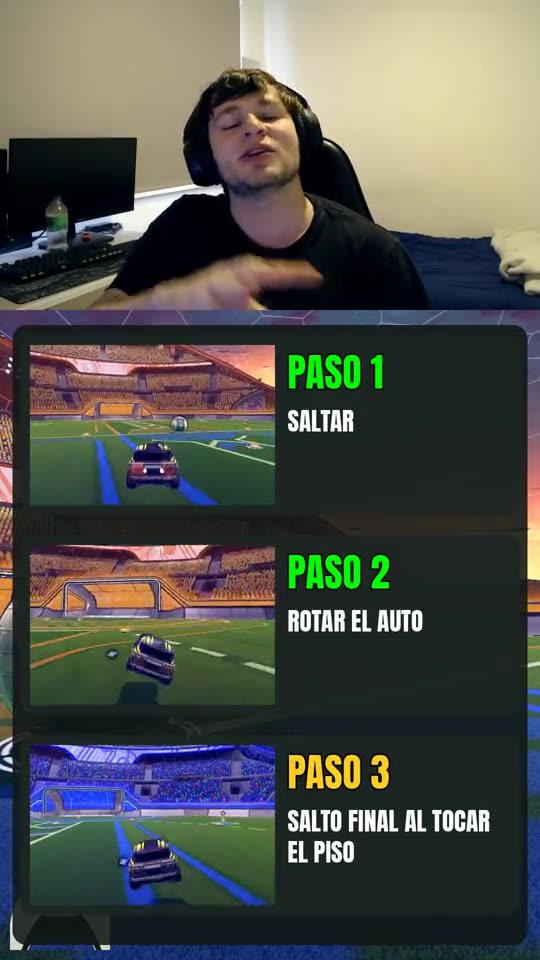 PASO 1
SALTAR
PASO 2
ROTAR EL AUTO
PASO 3
SALTO FINAL AL TOCAR
EL PISO